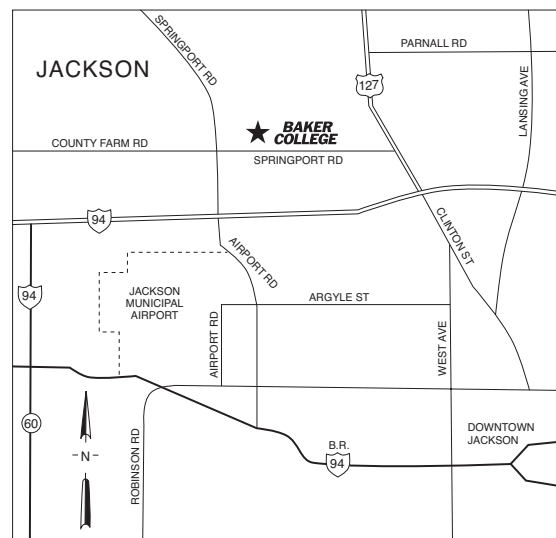 SPRINGPORT RD
PARNALL RD
JACKSON
127
LANSING AVE
BAKER
COLLEGE
COUNTY FARM RD
SPRINGPORT RD
94
CLINTON ST
AIRPORT RD
94
JACKSON
MUNICIPAL
AIRPORT
ARGYLE ST
AIRPORT RD
WEST AVE
60
DOWNTOWN
JACKSON
B.R.
94
-N-
ROBINSON RD